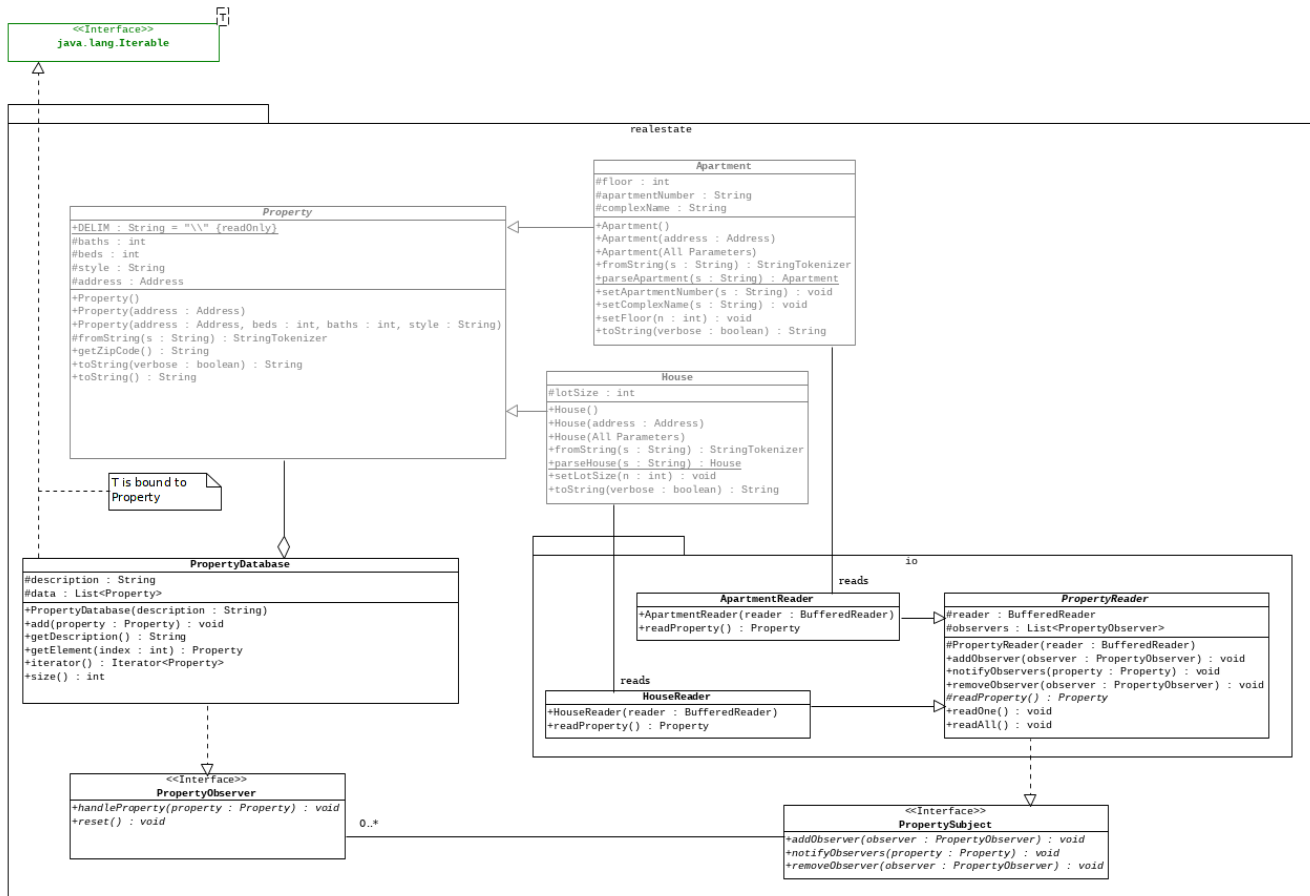 T
<<Interface>>
java.lang.Iterable
realestate
Apartment
#floor : int
#apartmentNumber : String
#complexName : String
+Apartment()
+Apartment(address : Address)
+Apartment(All Parameters)
+fromString(s : String) : StringTokenizer
+parseApartment(s : String) : Apartment
+setApartmentNumber(s : String) : void
+setComplexName(s : String) : void
+setFloor(n : int) : void
+toString(verbose : boolean) : String
Property
+DELIM : String = "\\" {readOnly}
#baths : int
#beds : int
#style : String
#address : Address
+Property()
+Property(address : Address)
+Property(address : Address, beds : int, baths : int, style : String)
#fromString(s : String) : StringTokenizer
+getZipCode() : String
+toString(verbose : boolean) : String
+toString() : String
House
#lotSize : int
+House()
+House(address : Address)
+House(All Parameters)
+fromString(s : String) : StringTokenizer
+parseHouse(s : String) : House
+setLotSize(n : int) : void
+toString(verbose : boolean) : String
T is bound to
Property
PropertyDatabase
#description : String
#data : List<Property>
+PropertyDatabase(description : String)
+add(property : Property) : void
+getDescription() : String
+getElement(index : int) : Property
+iterator() : Iterator<Property>
+size() : int
io
reads
ApartmentReader
+ApartmentReader(reader : BufferedReader)
+readProperty() : Property
PropertyReader
#reader : BufferedReader
#observers : List<PropertyObserver>
#PropertyReader(reader : BufferedReader)
+addObserver(observer : PropertyObserver) : void
+notifyObservers(property : Property) : void
+removeObserver(observer : PropertyObserver) : void
#readProperty() : Property
+readOne() : void
+readAll() : void
reads
HouseReader
+HouseReader(reader : BufferedReader)
+readProperty() : Property
<<Interface>>
PropertyObserver
+handleProperty(property : Property) : void
+reset() : void
0..*
<<Interface>>
PropertySubject
+addObserver(observer : PropertyObserver) : void
+notifyObservers(property : Property) : void
+removeObserver(observer : PropertyObserver) : void